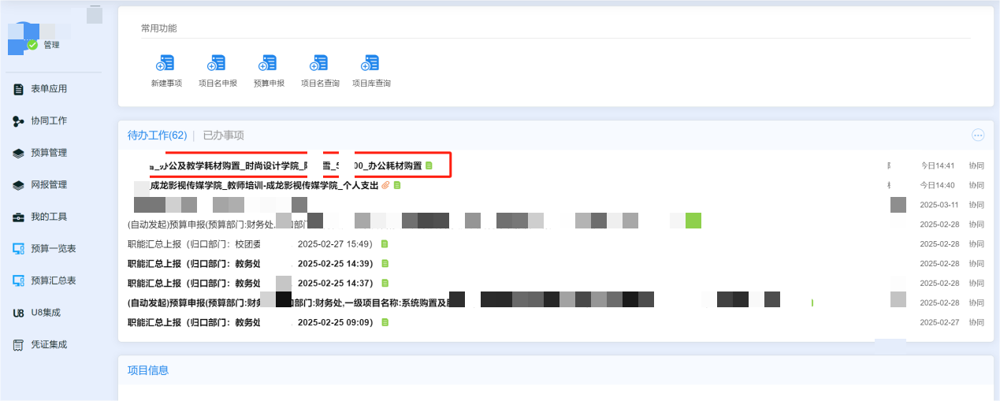 管理
表单应用
协同工作
预算管理
网报管理
我的工具
预算一览表
预算汇总表
U8 U8集成
凭证集成
常用功能
新建事项 项目名申报 预算申报 项目名查询 项目库查询
待办工作(62) | 已办事项
_办公及教学耗材购置_时尚设计学院_ 雪_5 00_办公耗材购置 今日14:41 协同
_成龙影视传媒学院_教师培训-成龙影视传媒学院_个人支出 今日14:40 协同
2025-03-11 协同
(自动发起)预算申报(预算部门:财务处, 口部门 2025-02-28 协同
职能汇总上报（归口部门：校团委 2025-02-27 15:49） 2025-02-28 协同
职能汇总上报（归口部门：教务处 2025-02-25 14:39） 2025-02-28 协同
职能汇总上报（归口部门：教务处 2025-02-25 14:37） 2025-02-28 协同
(自动发起)预算申报(预算部门:财务 口部门:财务处,一级项目名称:系统购置及 2025-02-28 协同
职能汇总上报（归口部门：教务处 2025-02-25 09:09） 2025-02-27 协同
项目信息